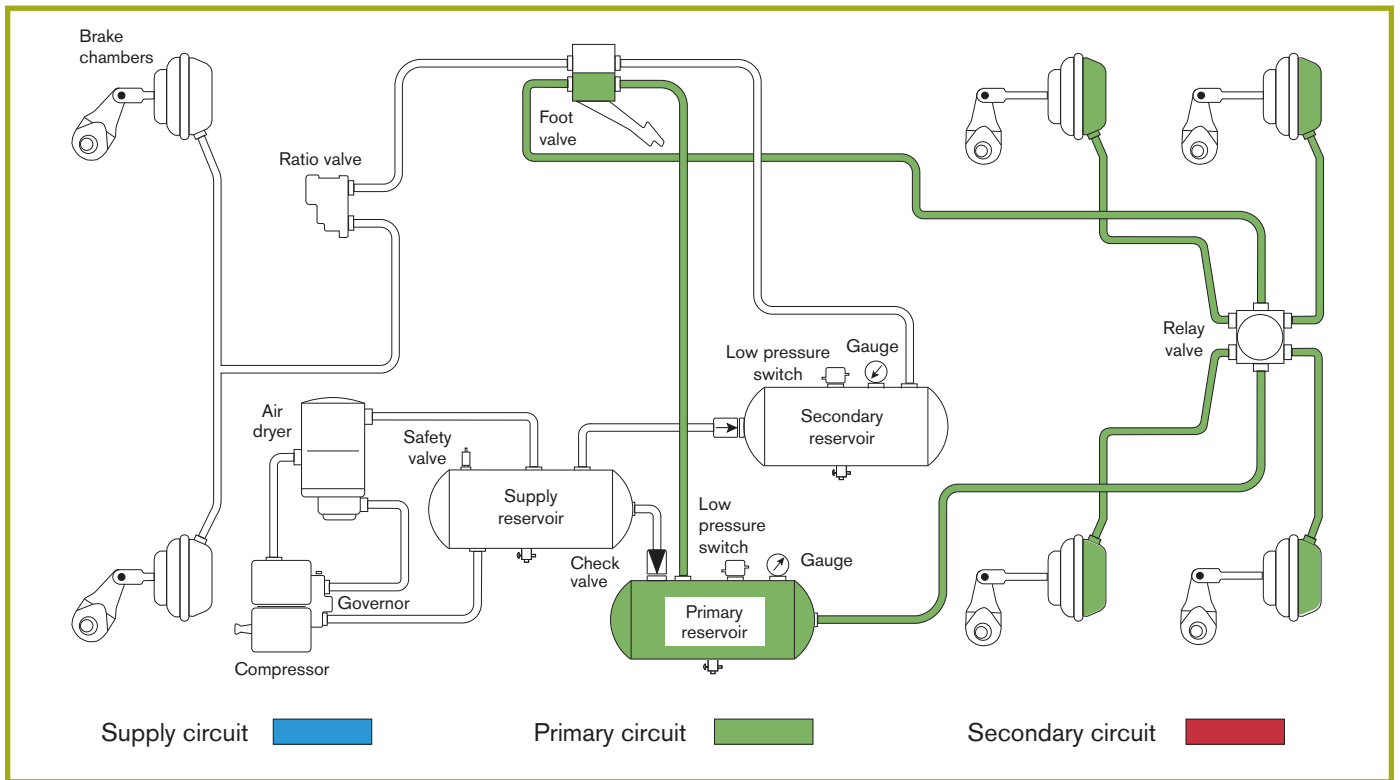 Brake
chambers
Foot
valve
Ratio valve
Relay
valve
Low pressure
switch
Gauge
Secondary
reservoir
Air
dryer
Safety
valve
Supply
reservoir
Low
pressure
switch
Gauge
Check
valve
Primary
reservoir
Governor
Compressor
Supply circuit
Primary circuit
Secondary circuit